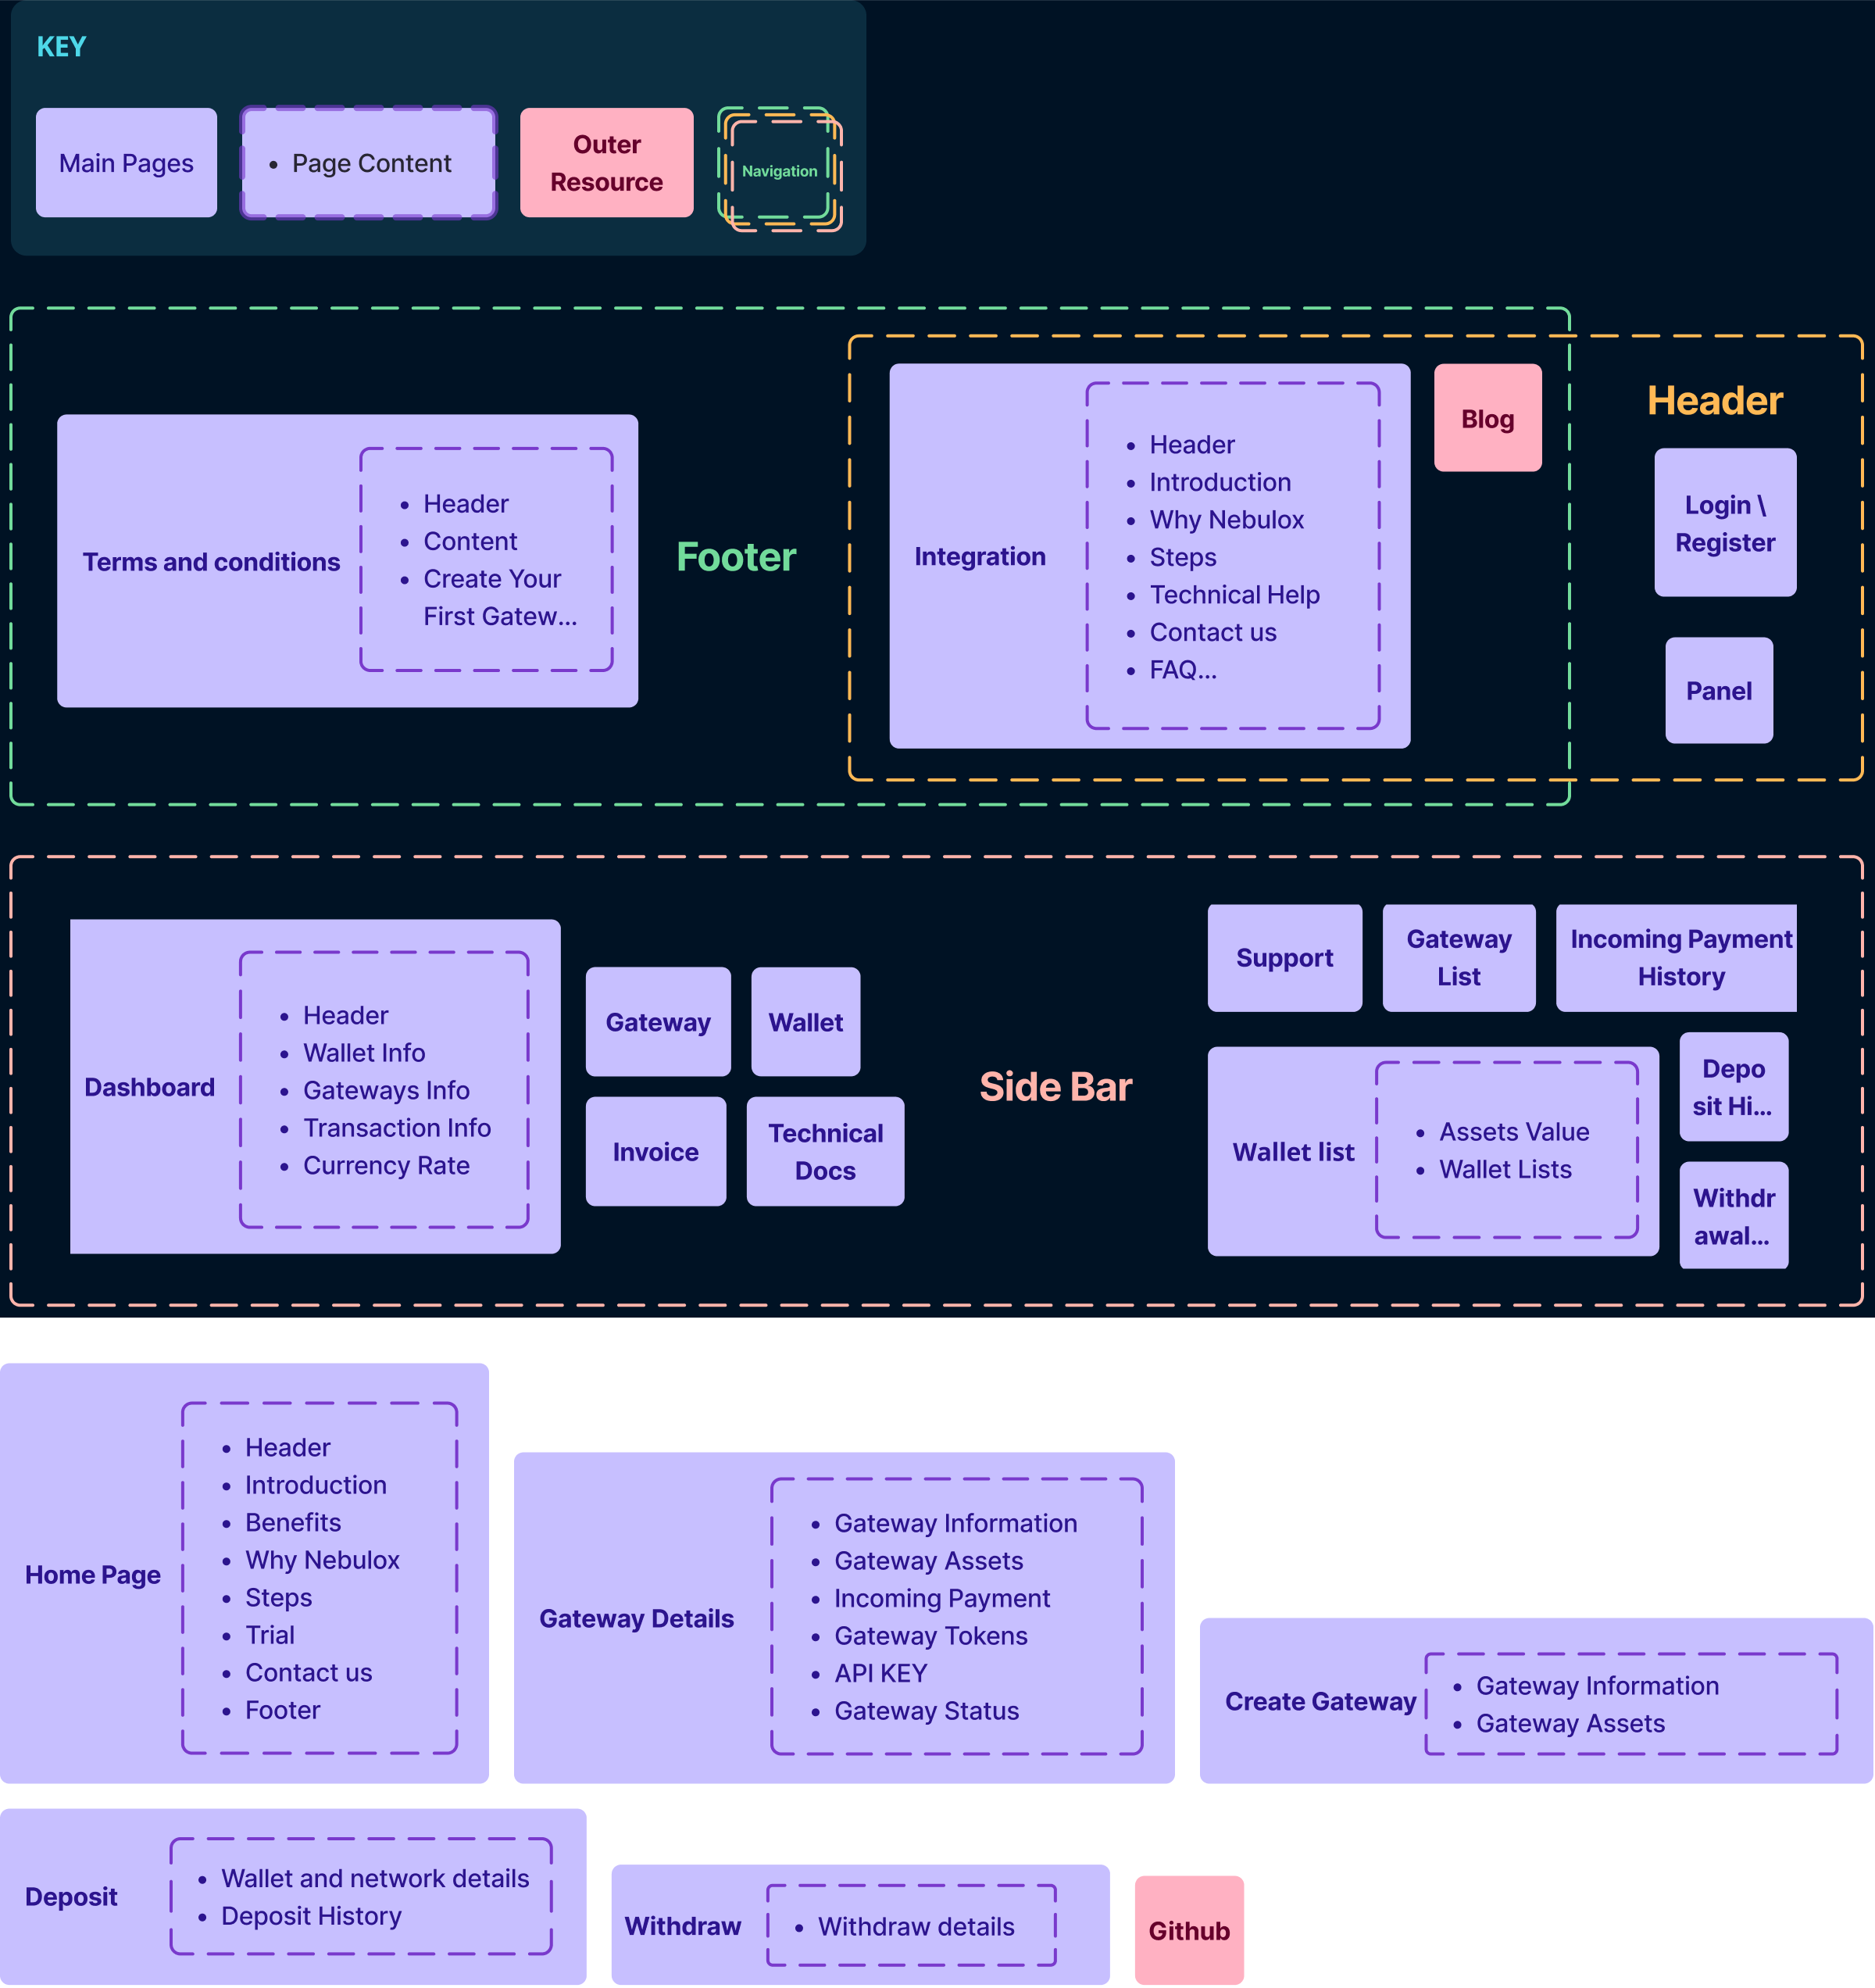 KEY
Main Pages
• Page Content
Outer
Resource
Navigation
Terms and conditions
• Header
• Content
• Create Your
First Gatew...
Footer
Integration
• Header
• Introduction
• Why Nebulox
• Steps
• Technical Help
• Contact us
• FAQ...
Blog
Header
Login \
Register
Panel
Dashboard
• Header
• Wallet Info
• Gateways Info
• Transaction Info
• Currency Rate
Gateway
Wallet
Invoice
Technical
Docs
Side Bar
Support
Gateway
List
Incoming Payment
History
Wallet list
• Assets Value
• Wallet Lists
Depo
sit Hi...
Withdr
awal...
Home Page
• Header
• Introduction
• Benefits
• Why Nebulox
• Steps
• Trial
• Contact us
• Footer
Gateway Details
• Gateway Information
• Gateway Assets
• Incoming Payment
• Gateway Tokens
• API KEY
• Gateway Status
Create Gateway
• Gateway Information
• Gateway Assets
Deposit
• Wallet and network details
• Deposit History
Withdraw
• Withdraw details
Github